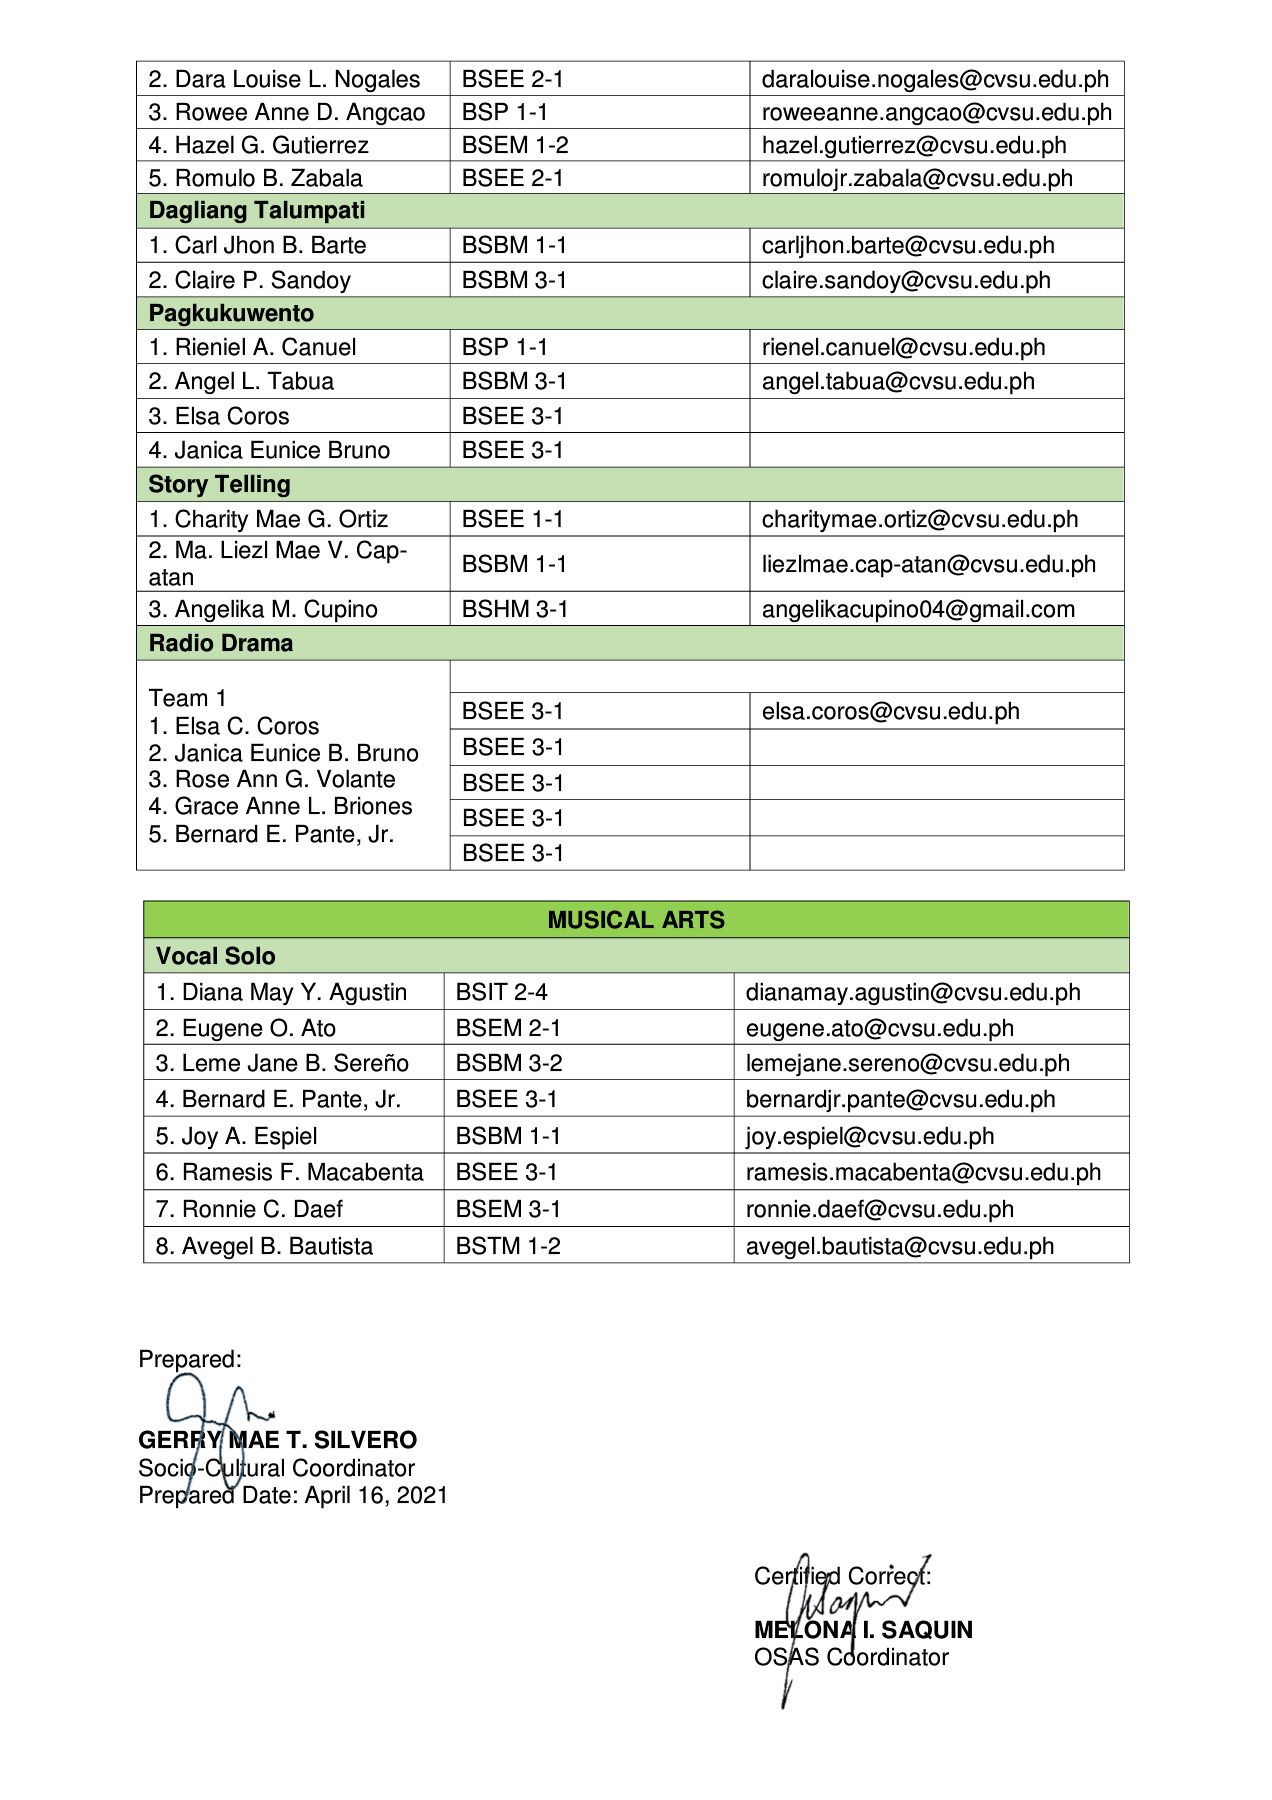 2. Dara Louise L. Nogales BSEE 2-1 daralouise.nogales@cvsu.edu.ph
3. Rowee Anne D. Angcao BSP 1-1 roweeanne.angcao@cvsu.edu.ph
4. Hazel G. Gutierrez BSEM 1-2 hazel.gutierrez@cvsu.edu.ph
5. Romulo B. Zabala BSEE 2-1 romulojr.zabala@cvsu.edu.ph
Dagliang Talumpati
1. Carl Jhon B. Barte BSBM 1-1 carljhon.barte@cvsu.edu.ph
2. Claire P. Sandoy BSBM 3-1 claire.sandoy@cvsu.edu.ph
Pagkukuwento
1. Rieniel A. Canuel BSP 1-1 rienel.canuel@cvsu.edu.ph
2. Angel L. Tabua BSBM 3-1 angel.tabua@cvsu.edu.ph
3. Elsa Coros BSEE 3-1
4. Janica Eunice Bruno BSEE 3-1
Story Telling
1. Charity Mae G. Ortiz BSEE 1-1 charitymae.ortiz@cvsu.edu.ph
2. Ma. Liezl Mae V. Cap-
atan BSBM 1-1 liezlmae.cap-atan@cvsu.edu.ph
3. Angelika M. Cupino BSHM 3-1 angelikacupino04@gmail.com
Radio Drama
Team 1
1. Elsa C. Coros BSEE 3-1 elsa.coros@cvsu.edu.ph
2. Janica Eunice B. Bruno BSEE 3-1
3. Rose Ann G. Volante BSEE 3-1
4. Grace Anne L. Briones BSEE 3-1
5. Bernard E. Pante, Jr. BSEE 3-1
MUSICAL ARTS
Vocal Solo
1. Diana May Y. Agustin BSIT 2-4 dianamay.agustin@cvsu.edu.ph
2. Eugene O. Ato BSEM 2-1 eugene.ato@cvsu.edu.ph
3. Leme Jane B. Sereño BSBM 3-2 lemejane.sereno@cvsu.edu.ph
4. Bernard E. Pante, Jr. BSEE 3-1 bernardjr.pante@cvsu.edu.ph
5. Joy A. Espiel BSBM 1-1 joy.espiel@cvsu.edu.ph
6. Ramesis F. Macabenta BSEE 3-1 ramesis.macabenta@cvsu.edu.ph
7. Ronnie C. Daef BSEM 3-1 ronnie.daef@cvsu.edu.ph
8. Avegel B. Bautista BSTM 1-2 avegel.bautista@cvsu.edu.ph
Prepared:
GERRY MAE T. SILVERO
Socio-Cultural Coordinator
Prepared Date: April 16, 2021
Certified Correct:
MELONA I. SAQUIN
OSAS Coordinator